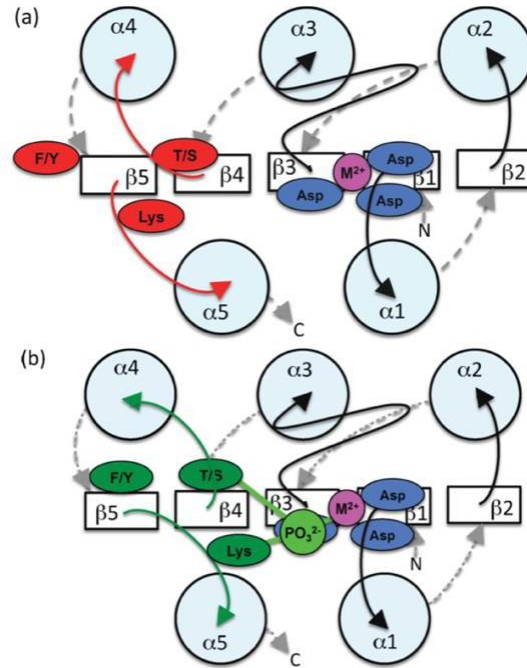 (a)
α4
α3
α2
F/Y
T/S
β5
β4
β3
M²⁺
Asp
β1
β2
Lys
Asp
Asp
N
α5
α1
C
(b)
α4
α3
α2
F/Y
T/S
β5
β4
β3
M²⁺
Asp
β1
β2
Lys
PO₃²⁻
Asp
N
α5
α1
C